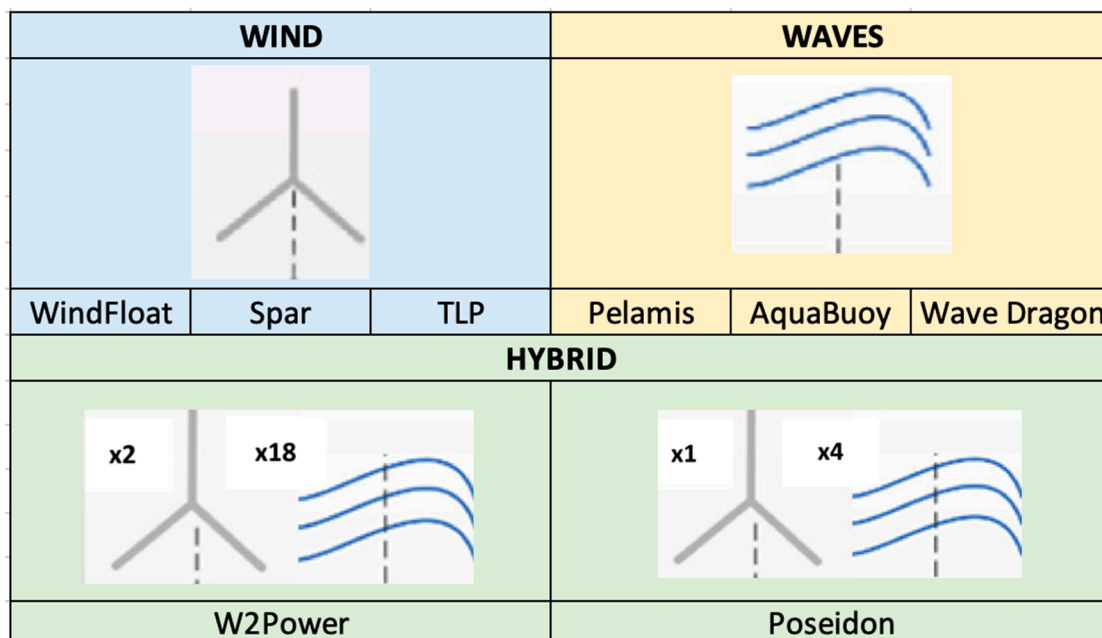 WIND WAVES
WindFloat Spar TLP Pelamis AquaBuoy Wave Dragon
HYBRID
x2 x18 x1 x4
W2Power Poseidon